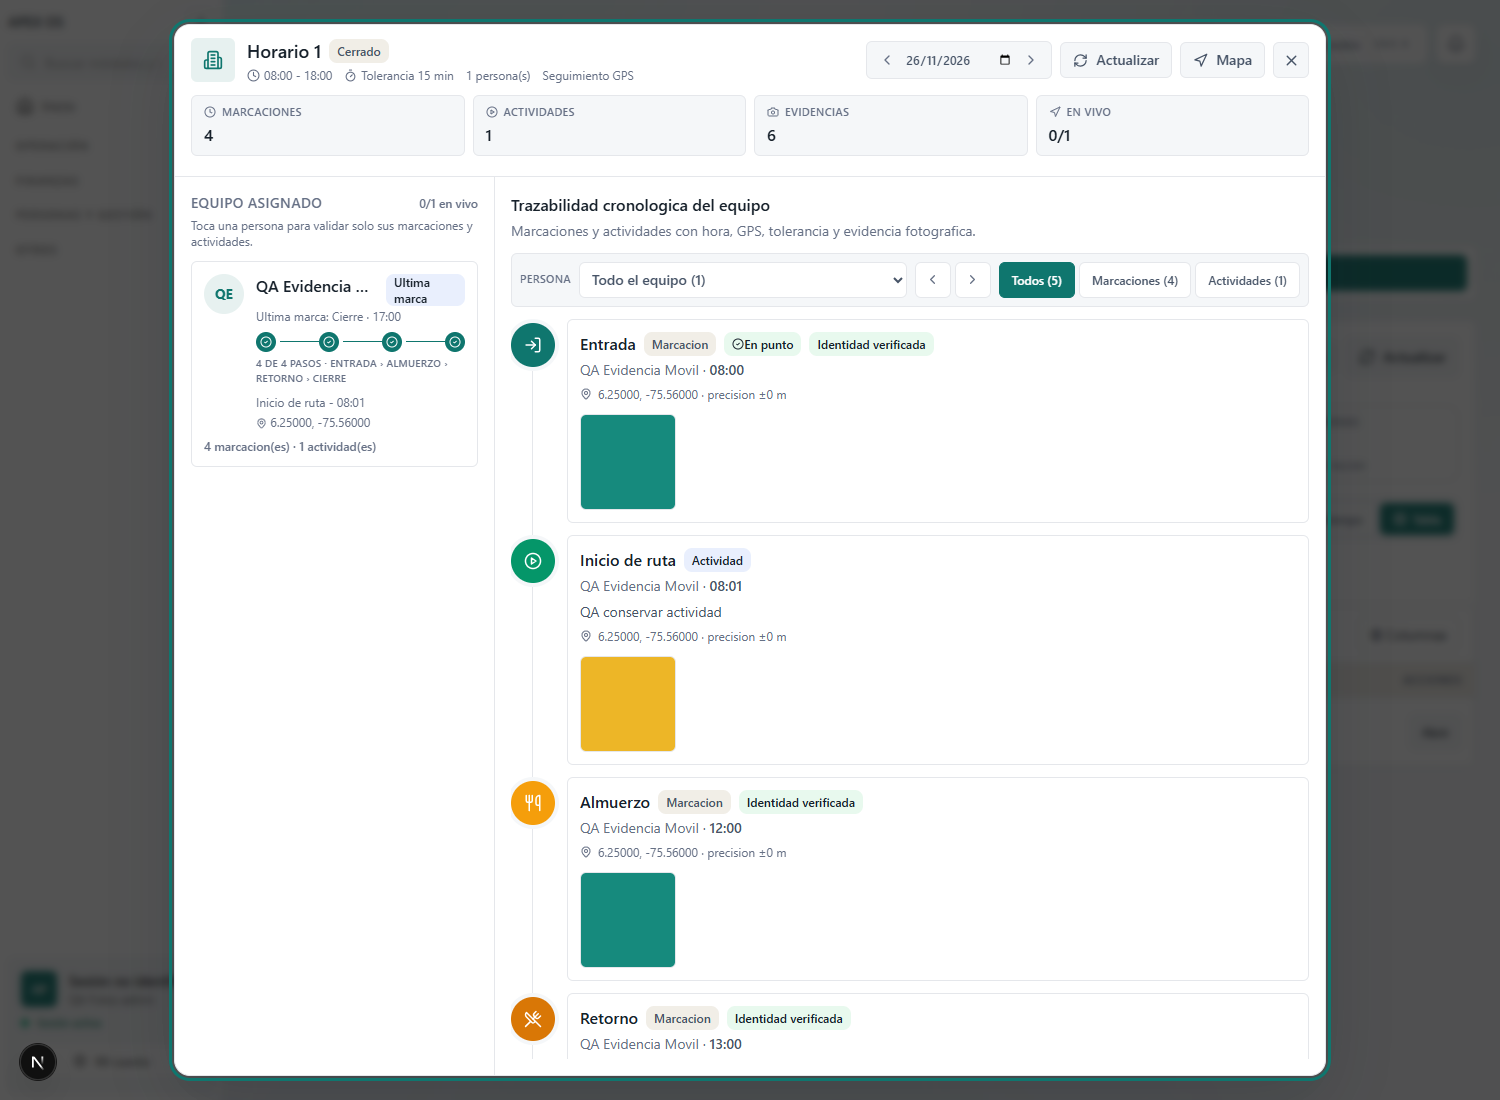 Horario 1 Cerrado
08:00 - 18:00 Tolerancia 15 min 1 persona(s) Seguimiento GPS
26/11/2026
Actualizar
Mapa
MARCACIONES
4
ACTIVIDADES
1
EVIDENCIAS
6
EN VIVO
0/1
EQUIPO ASIGNADO 0/1 en vivo
Toca una persona para validar solo sus marcaciones y
actividades.
QE
QA Evidencia ...
Ultima
marca
Ultima marca: Cierre · 17:00
4 DE 4 PASOS · ENTRADA › ALMUERZO ›
RETORNO › CIERRE
Inicio de ruta - 08:01
6.25000, -75.56000
4 marcacion(es) · 1 actividad(es)
Trazabilidad cronologica del equipo
Marcaciones y actividades con hora, GPS, tolerancia y evidencia fotografica.
PERSONA Todo el equipo (1) Todos (5) Marcaciones (4) Actividades (1)
Entrada Marcacion En punto Identidad verificada
QA Evidencia Movil · 08:00
6.25000, -75.56000 · precision ±0 m
Inicio de ruta Actividad
QA Evidencia Movil · 08:01
QA conservar actividad
6.25000, -75.56000 · precision ±0 m
Almuerzo Marcacion Identidad verificada
QA Evidencia Movil · 12:00
6.25000, -75.56000 · precision ±0 m
Retorno Marcacion Identidad verificada
QA Evidencia Movil · 13:00
N